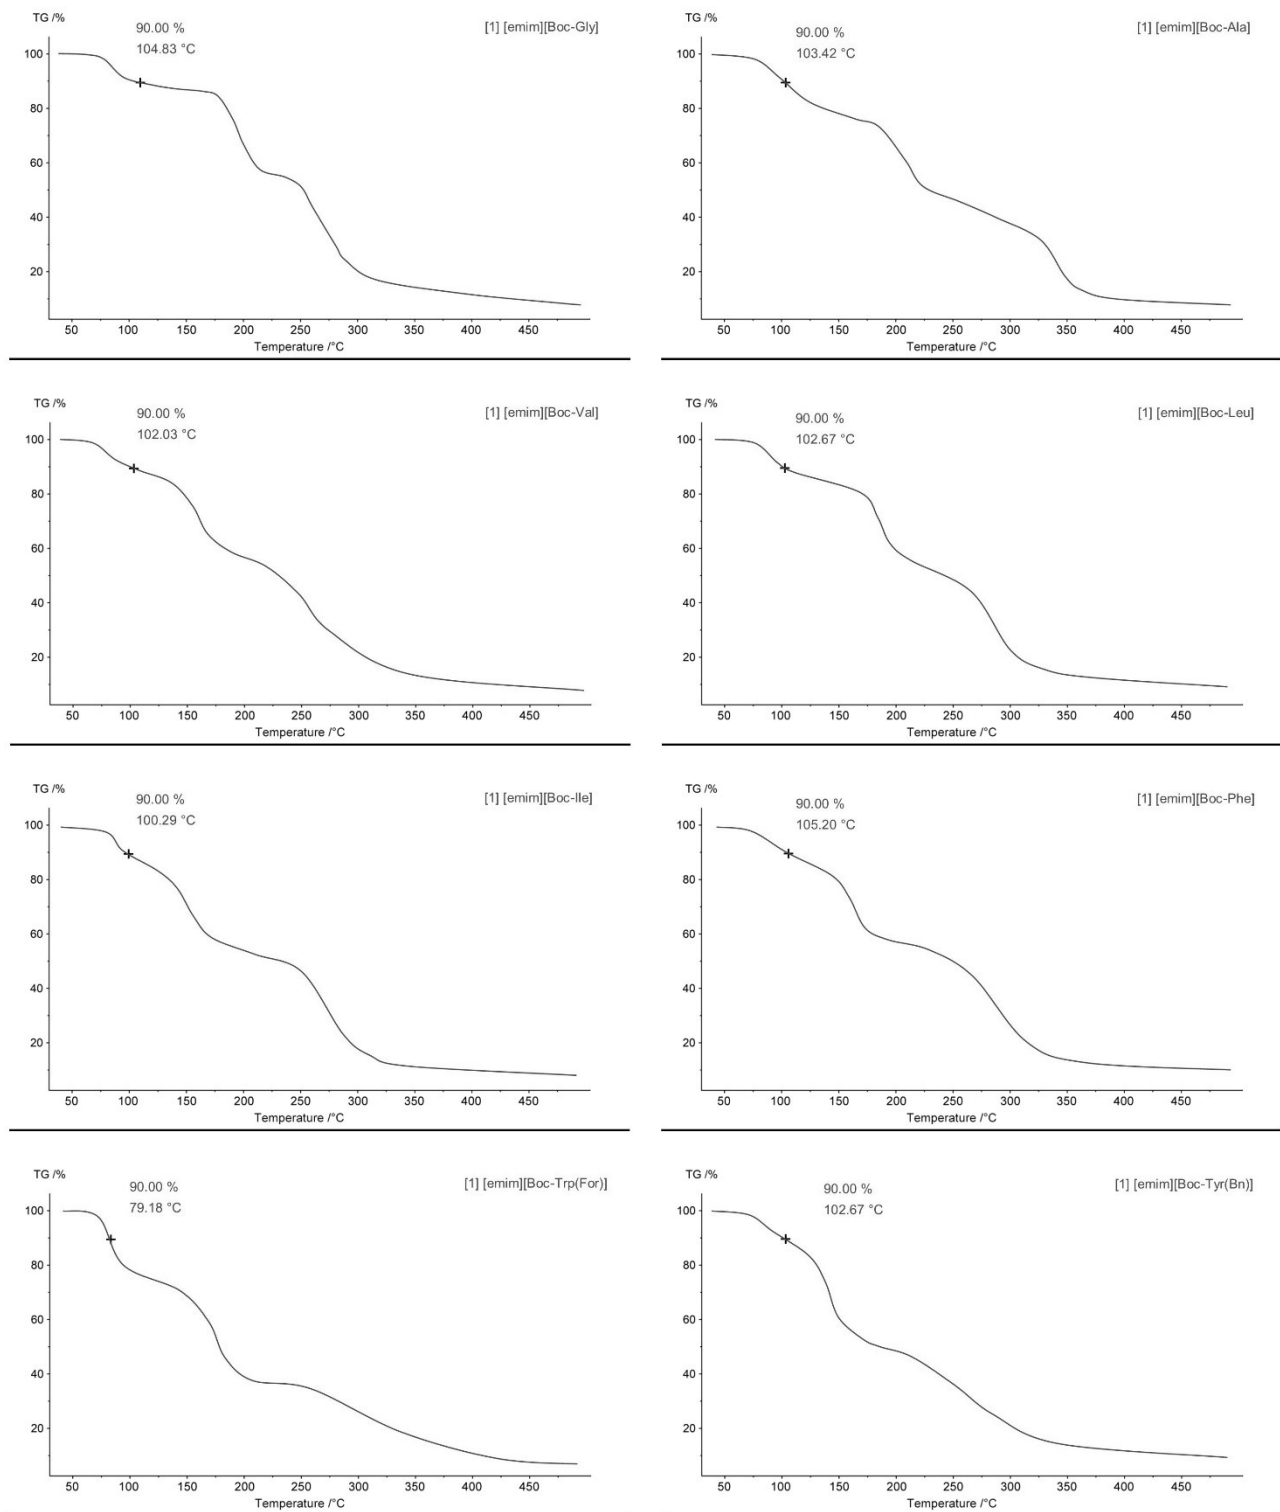 TG /%
90.00 %
104.83 °C
[1] [emim][Boc-Gly]
100
80
60
40
20
50 100 150 200 250 300 350 400 450
Temperature /°C
TG /%
90.00 %
103.42 °C
[1] [emim][Boc-Ala]
100
80
60
40
20
50 100 150 200 250 300 350 400 450
Temperature /°C
TG /%
90.00 %
102.03 °C
[1] [emim][Boc-Val]
100
80
60
40
20
50 100 150 200 250 300 350 400 450
Temperature /°C
TG /%
90.00 %
102.67 °C
[1] [emim][Boc-Leu]
100
80
60
40
20
50 100 150 200 250 300 350 400 450
Temperature /°C
TG /%
90.00 %
100.29 °C
[1] [emim][Boc-Ile]
100
80
60
40
20
50 100 150 200 250 300 350 400 450
Temperature /°C
TG /%
90.00 %
105.20 °C
[1] [emim][Boc-Phe]
100
80
60
40
20
50 100 150 200 250 300 350 400 450
Temperature /°C
TG /%
90.00 %
79.18 °C
[1] [emim][Boc-Trp(For)]
100
80
60
40
20
50 100 150 200 250 300 350 400 450
Temperature /°C
TG /%
90.00 %
102.67 °C
[1] [emim][Boc-Tyr(Bn)]
100
80
60
40
20
50 100 150 200 250 300 350 400 450
Temperature /°C